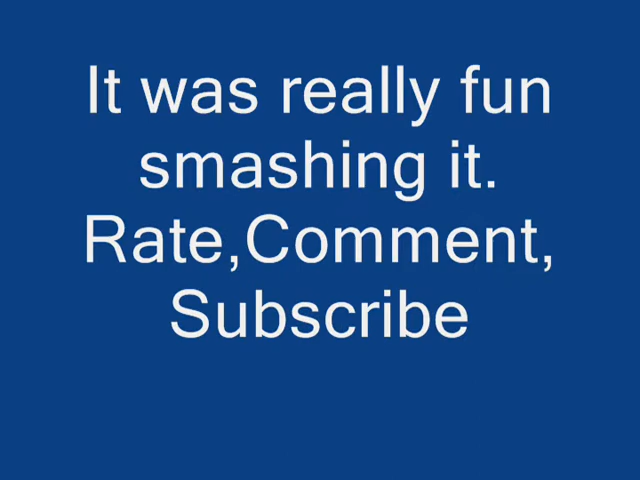 It was really fun
smashing it.
Rate,Comment,
Subscribe